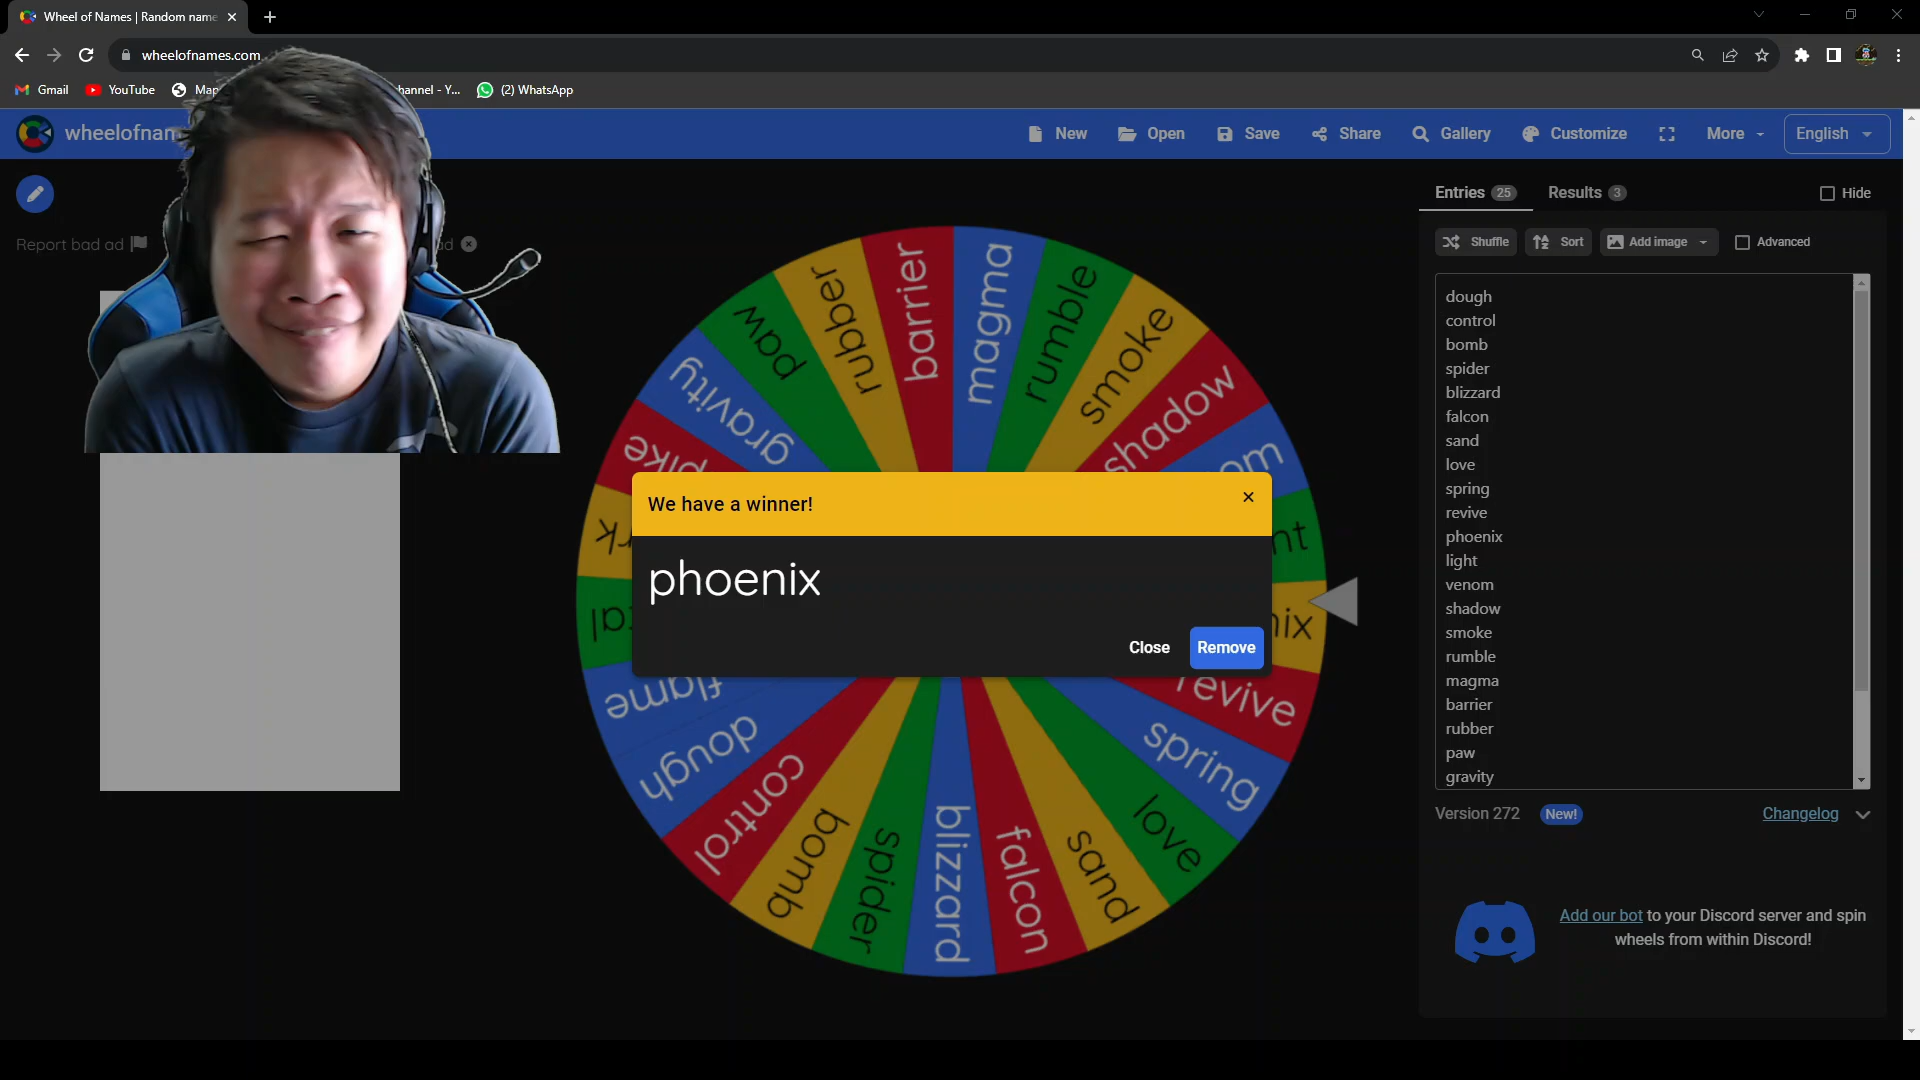 Wheel of Names | Random name
wheelofnames.com
Gmail
YouTube
hannel - Y...
(2) WhatsApp
New
Open
Save
Share
Gallery
Customize
More
English
Report bad ad
Entries 25
Results 3
Hide
Shuffle
Sort
Add image
Advanced
dough
control
bomb
spider
blizzard
falcon
sand
love
spring
revive
phoenix
light
venom
shadow
smoke
rumble
magma
barrier
rubber
paw
gravity
Version 272
New!
Changelog
Add our bot to your Discord server and spin
wheels from within Discord!
We have a winner!
phoenix
Close
Remove
barrier
magma
rumble
smoke
shadow
om
nt
ix
revive
spring
love
sand
falcon
blizzard
spider
bomb
control
dough
flame
gravity
paw
rubber